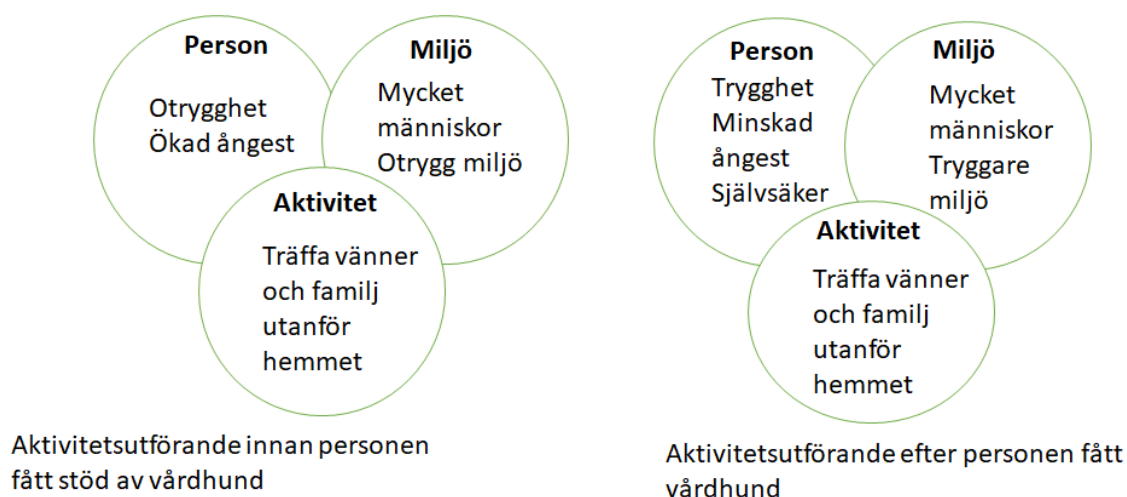 Person
Otrygghet
Ökad ångest
Miljö
Mycket
människor
Otrygg miljö
Aktivitet
Träffa vänner
och familj
utanför
hemmet
Aktivitetsutförande innan personen
fått stöd av vårdhund
Person
Trygghet
Minskad
ångest
Självsäker
Miljö
Mycket
människor
Tryggare
miljö
Aktivitet
Träffa vänner
och familj
utanför
hemmet
Aktivitetsutförande efter personen fått
vårdhund